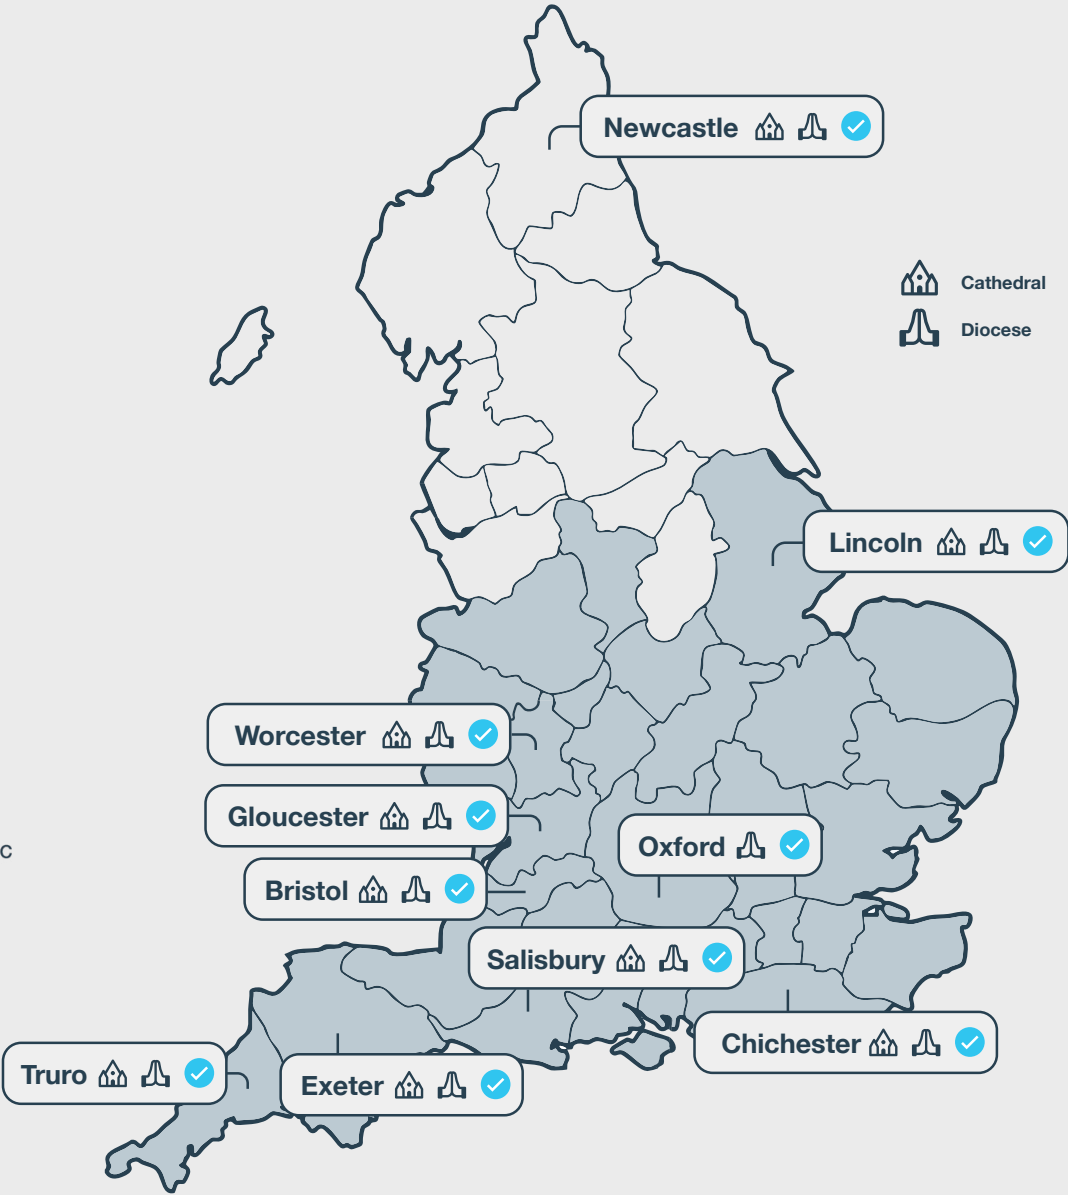 Newcastle
Cathedral
Diocese
Lincoln
Worcester
Gloucester
Oxford
c
Bristol
Salisbury
Chichester
Truro
Exeter